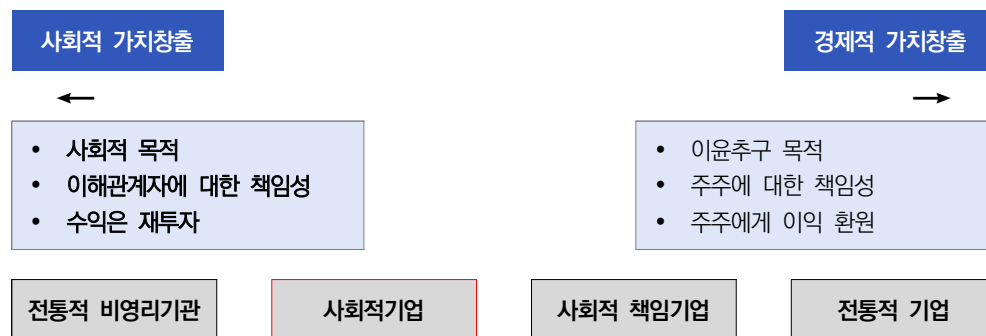 사회적 가치창출
경제적 가치창출
←
→
• 사회적 목적
• 이해관계자에 대한 책임성
• 수익은 재투자
• 이윤추구 목적
• 주주에 대한 책임성
• 주주에게 이익 환원
전통적 비영리기관
사회적기업
사회적 책임기업
전통적 기업